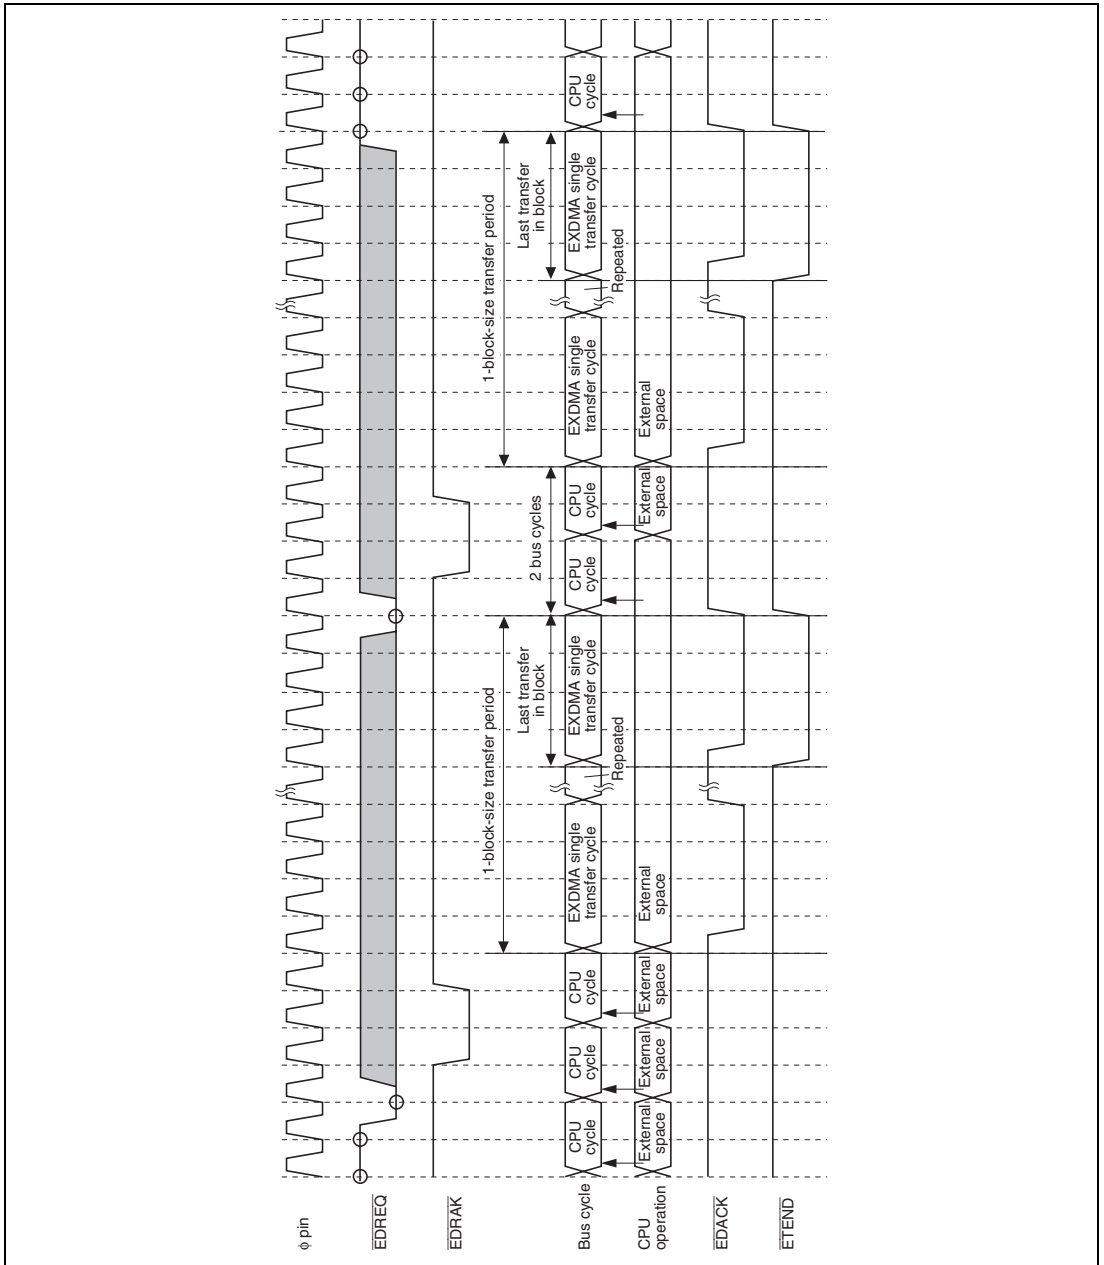 φ pin
EDREQ
EDRAK
1-block-size transfer period
1-block-size transfer period
Last transfer
in block
2 bus cycles
Last transfer
in block
Bus cycle
CPU
cycle
CPU
cycle
CPU
cycle
EXDMA single
transfer cycle
Repeated
EXDMA single
transfer cycle
CPU
cycle
CPU
cycle
EXDMA single
transfer cycle
Repeated
EXDMA single
transfer cycle
CPU
cycle
CPU
operation
External
space
External
space
External
space
External
space
External
space
External
space
EDACK
ETEND